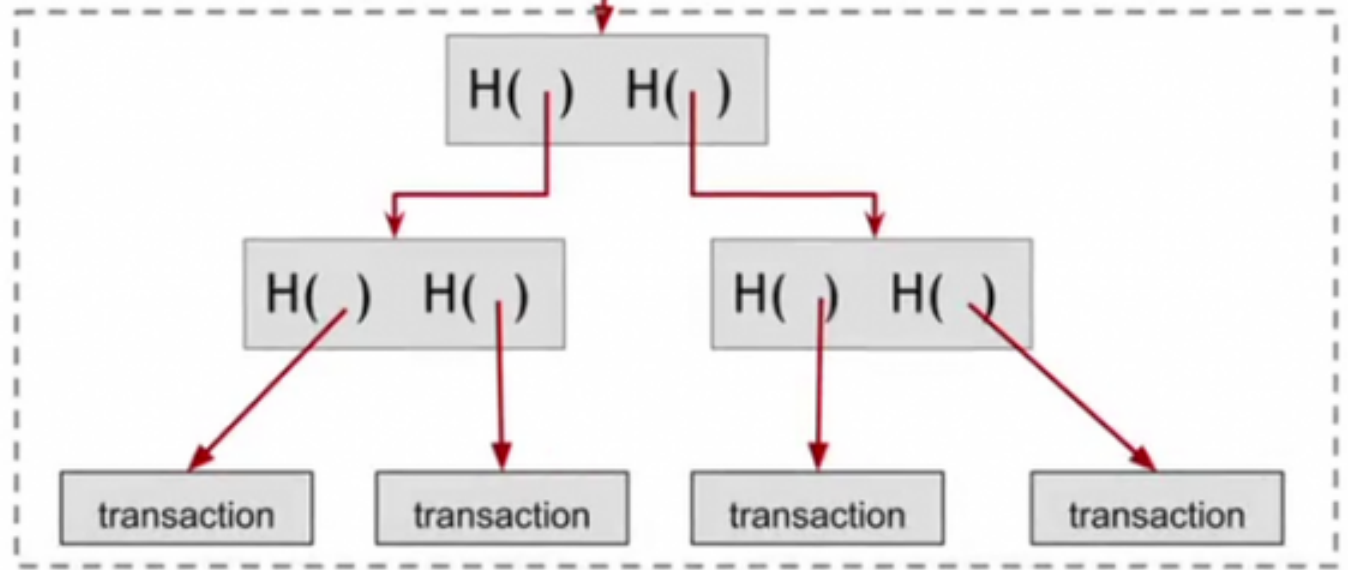 H( ) H( )
H( ) H( ) H( ) H( )
transaction transaction transaction transaction